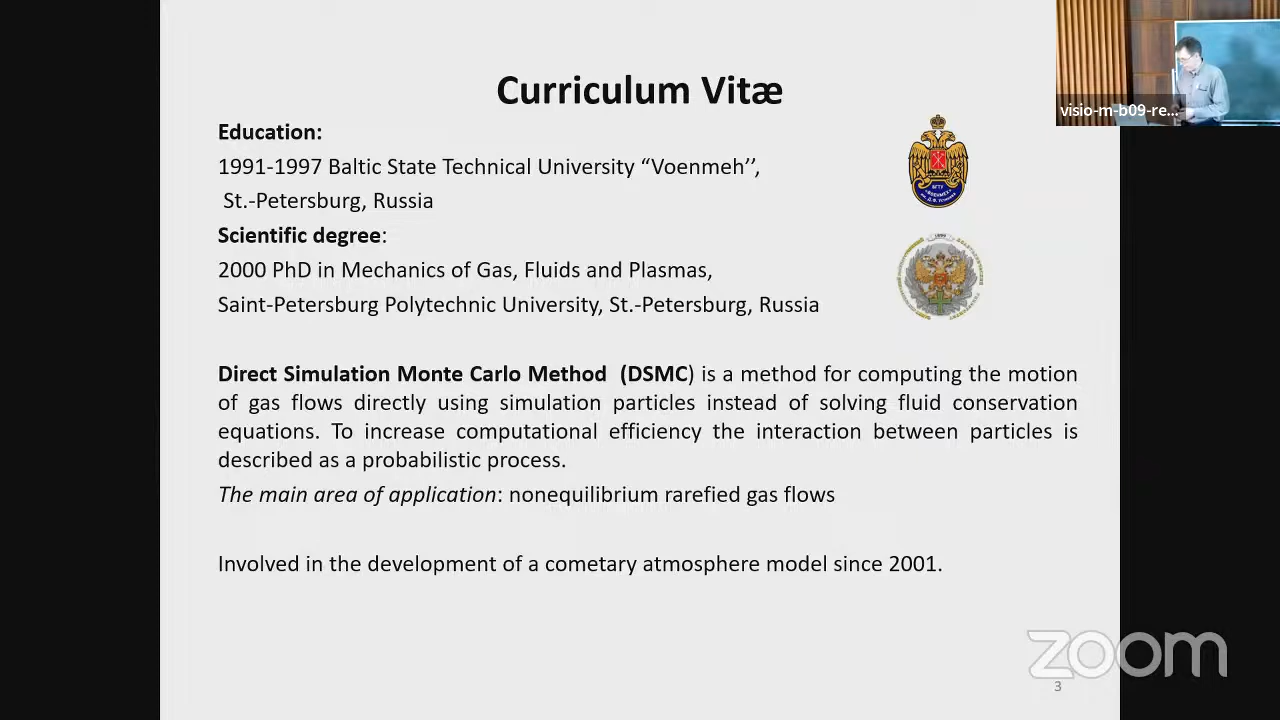 Curriculum Vitæ
visio-m-b09-re...
Education:
1991-1997 Baltic State Technical University “Voenmeh’’,
St.-Petersburg, Russia
Scientific degree:
2000 PhD in Mechanics of Gas, Fluids and Plasmas,
Saint-Petersburg Polytechnic University, St.-Petersburg, Russia
Direct Simulation Monte Carlo Method (DSMC) is a method for computing the motion
of gas flows directly using simulation particles instead of solving fluid conservation
equations. To increase computational efficiency the interaction between particles is
described as a probabilistic process.
The main area of application: nonequilibrium rarefied gas flows
Involved in the development of a cometary atmosphere model since 2001.
zoom
3